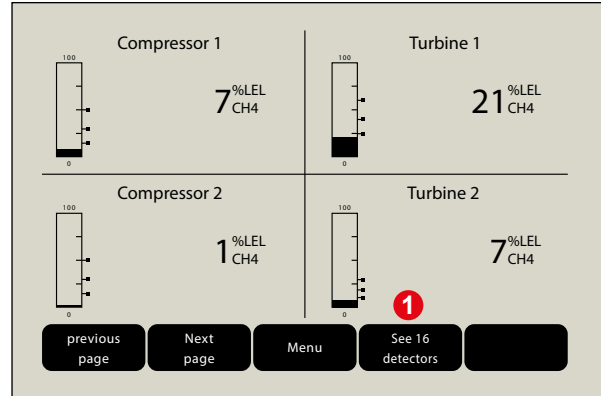 Compressor 1
100
7 %LEL
CH4
0
Turbine 1
100
21 %LEL
CH4
0
Compressor 2
100
1 %LEL
CH4
0
Turbine 2
100
7 %LEL
CH4
0
1
previous
page
Next
page
Menu
See 16
detectors